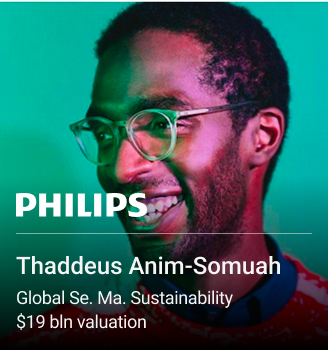 PHILIPS
Thaddeus Anim-Somuah
Global Se. Ma. Sustainability
$19 bln valuation